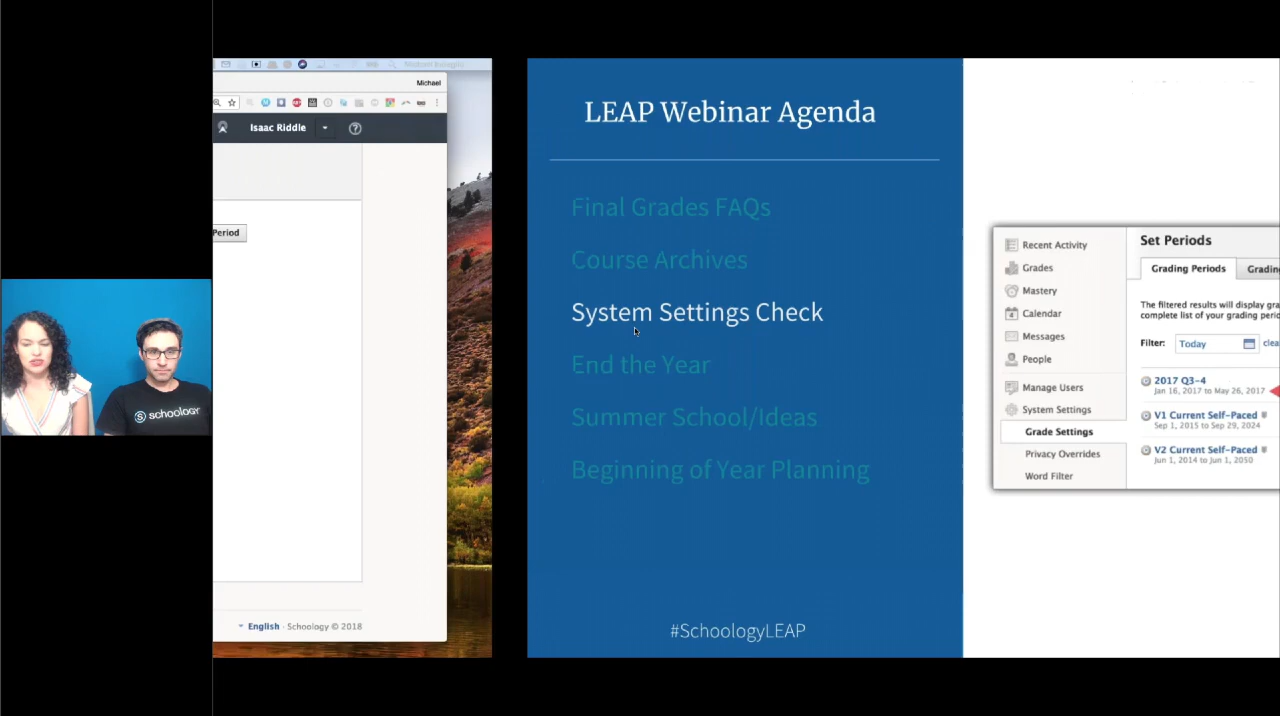 Michael
Isaac Riddle
Period
English · Schoology © 2018
schoology
LEAP Webinar Agenda
Final Grades FAQs
Course Archives
System Settings Check
End the Year
Summer School/Ideas
Beginning of Year Planning
#SchoologyLEAP
Recent Activity
Grades
Mastery
Calendar
Messages
People
Manage Users
System Settings
Grade Settings
Privacy Overrides
Word Filter
Set Periods
Grading Periods Gradin
The filtered results will display gra
complete list of your grading perio
Filter: Today clea
2017 Q3-4
Jan 16, 2017 to May 26, 2017
V1 Current Self-Paced
Sep 1, 2015 to Sep 29, 2024
V2 Current Self-Paced
Jun 1, 2014 to Jun 1, 2050